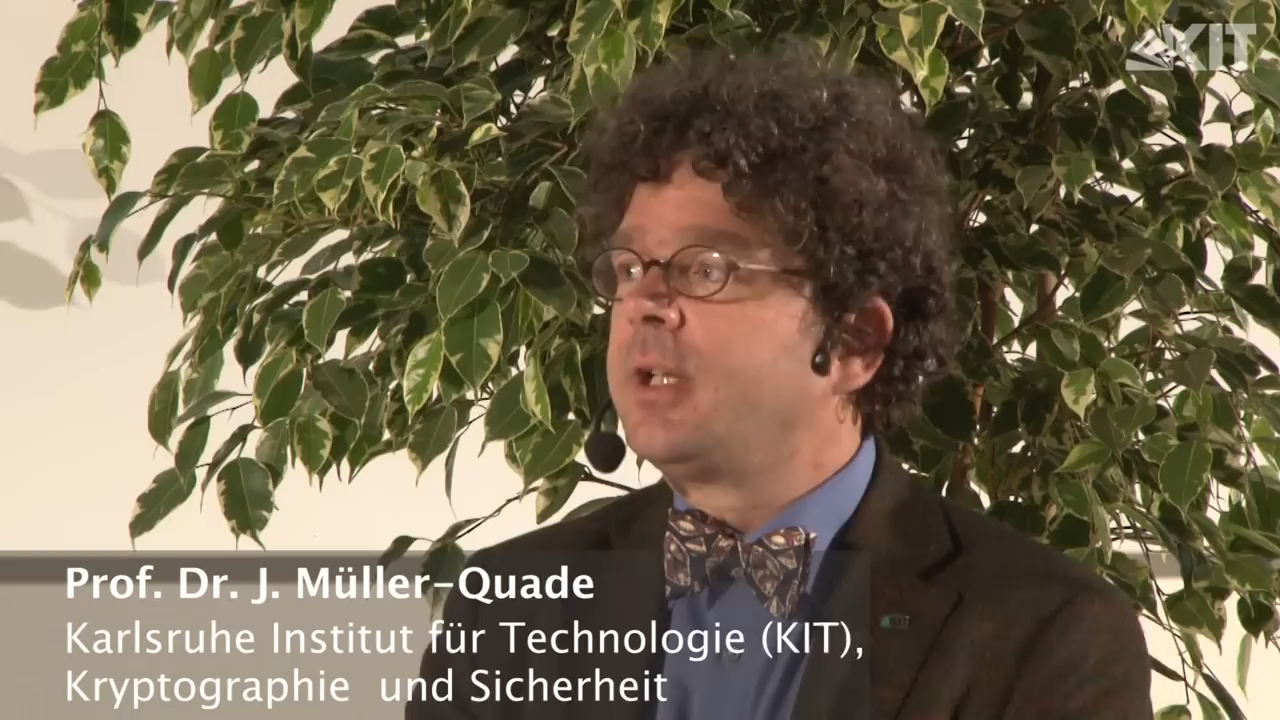 KIT
Prof. Dr. J. Müller-Quade
Karlsruhe Institut für Technologie (KIT),
Kryptographie und Sicherheit